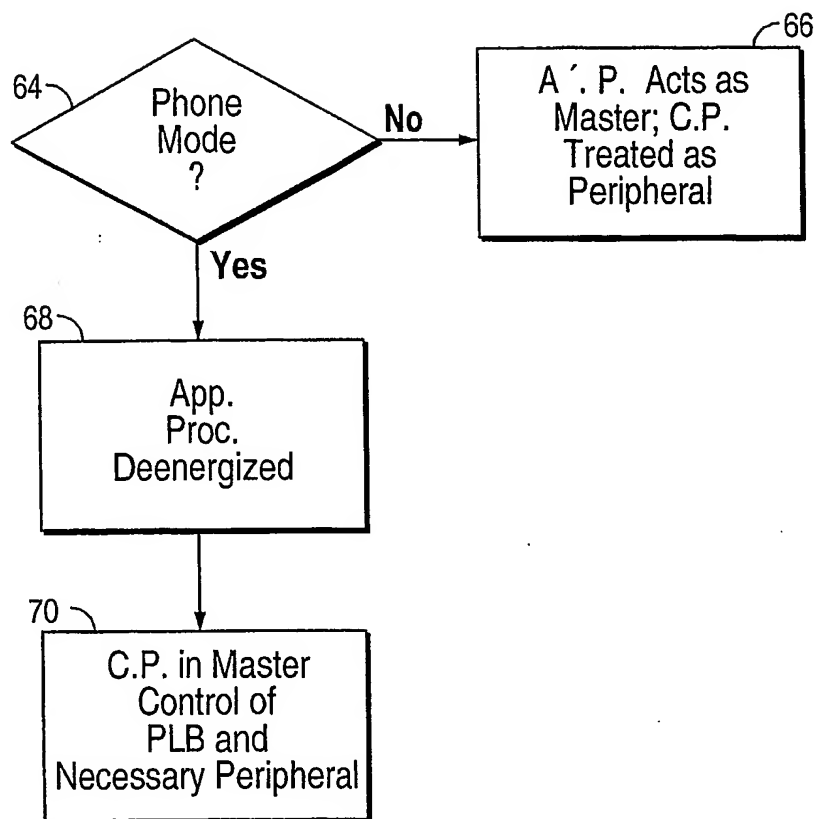 64
Phone
Mode
?
No
66
A ´. P. Acts as
Master; C.P.
Treated as
Peripheral
Yes
68
App.
Proc.
Deenergized
70
C.P. in Master
Control of
PLB and
Necessary Peripheral